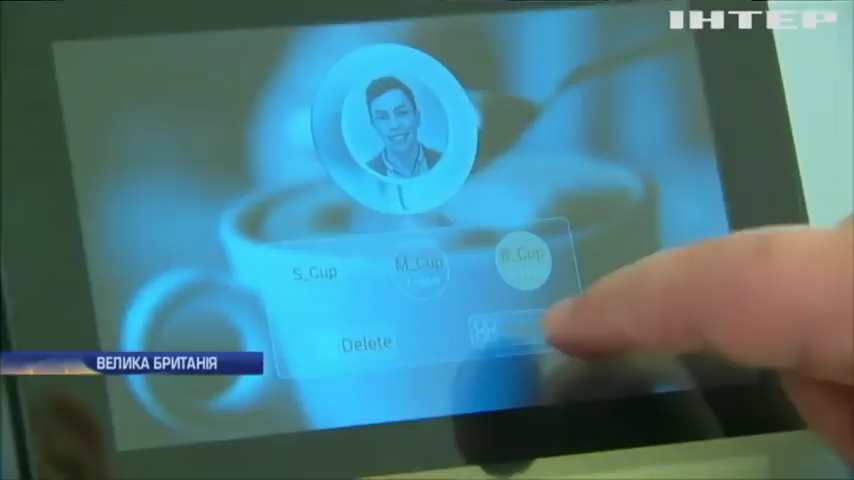 ІНТЕР
S_Cup
M_Cup
B_Cup
Delete
ВЕЛИКА БРИТАНІЯ